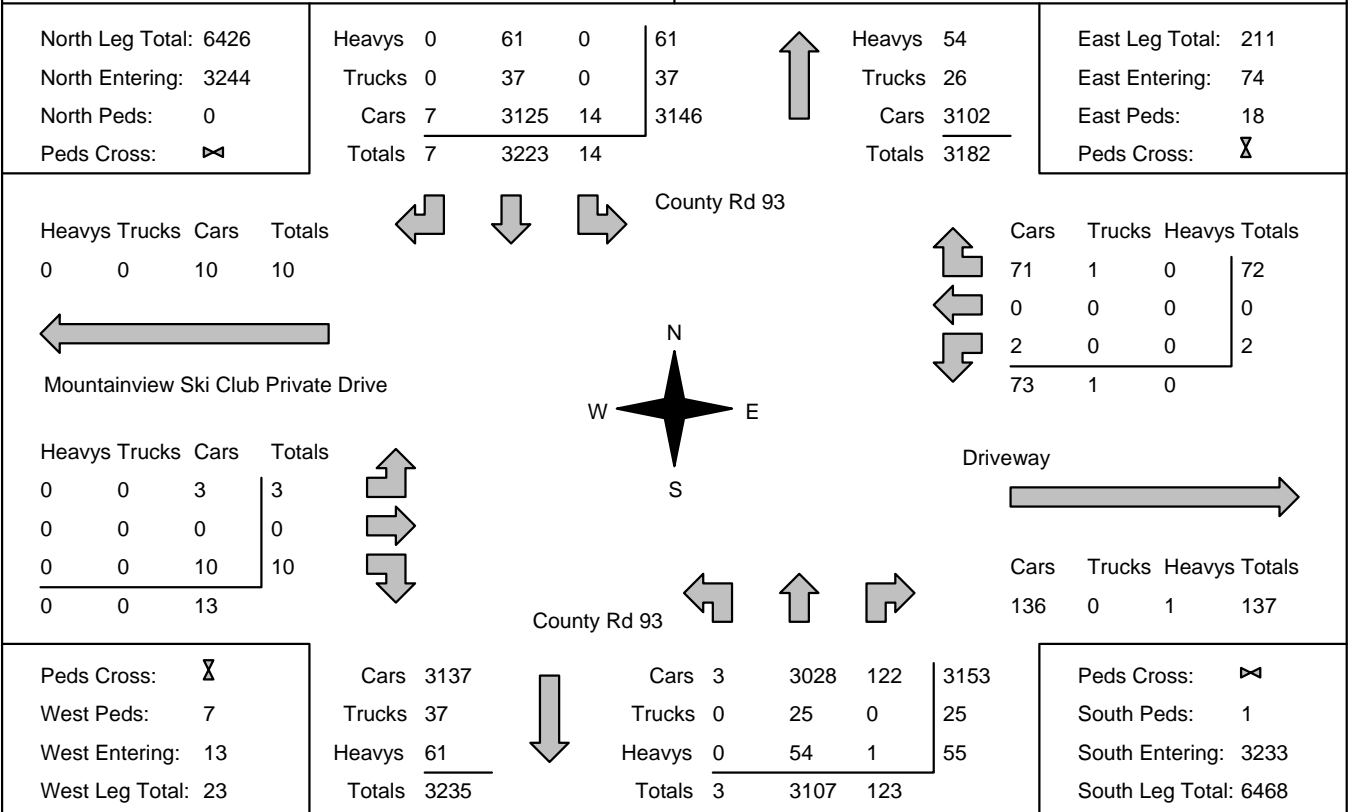 North Leg Total: 6426
North Entering: 3244
North Peds: 0
Peds Cross:
Heavys 0 61 0 61
Trucks 0 37 0 37
Cars 7 3125 14 3146
Totals 7 3223 14
Heavys 54
Trucks 26
Cars 3102
Totals 3182
East Leg Total: 211
East Entering: 74
East Peds: 18
Peds Cross:
County Rd 93
Heavys Trucks Cars Totals
0 0 10 10
Cars Trucks Heavys Totals
71 1 0 72
0 0 0 0
2 0 0 2
73 1 0
Mountainview Ski Club Private Drive
N
W E
S
Heavys Trucks Cars Totals
0 0 3 3
0 0 0 0
0 0 10 10
0 0 13
Driveway
Cars Trucks Heavys Totals
136 0 1 137
County Rd 93
Peds Cross:
West Peds: 7
West Entering: 13
West Leg Total: 23
Cars 3137
Trucks 37
Heavys 61
Totals 3235
Cars 3 3028 122 3153
Trucks 0 25 0 25
Heavys 0 54 1 55
Totals 3 3107 123
Peds Cross:
South Peds: 1
South Entering: 3233
South Leg Total: 6468